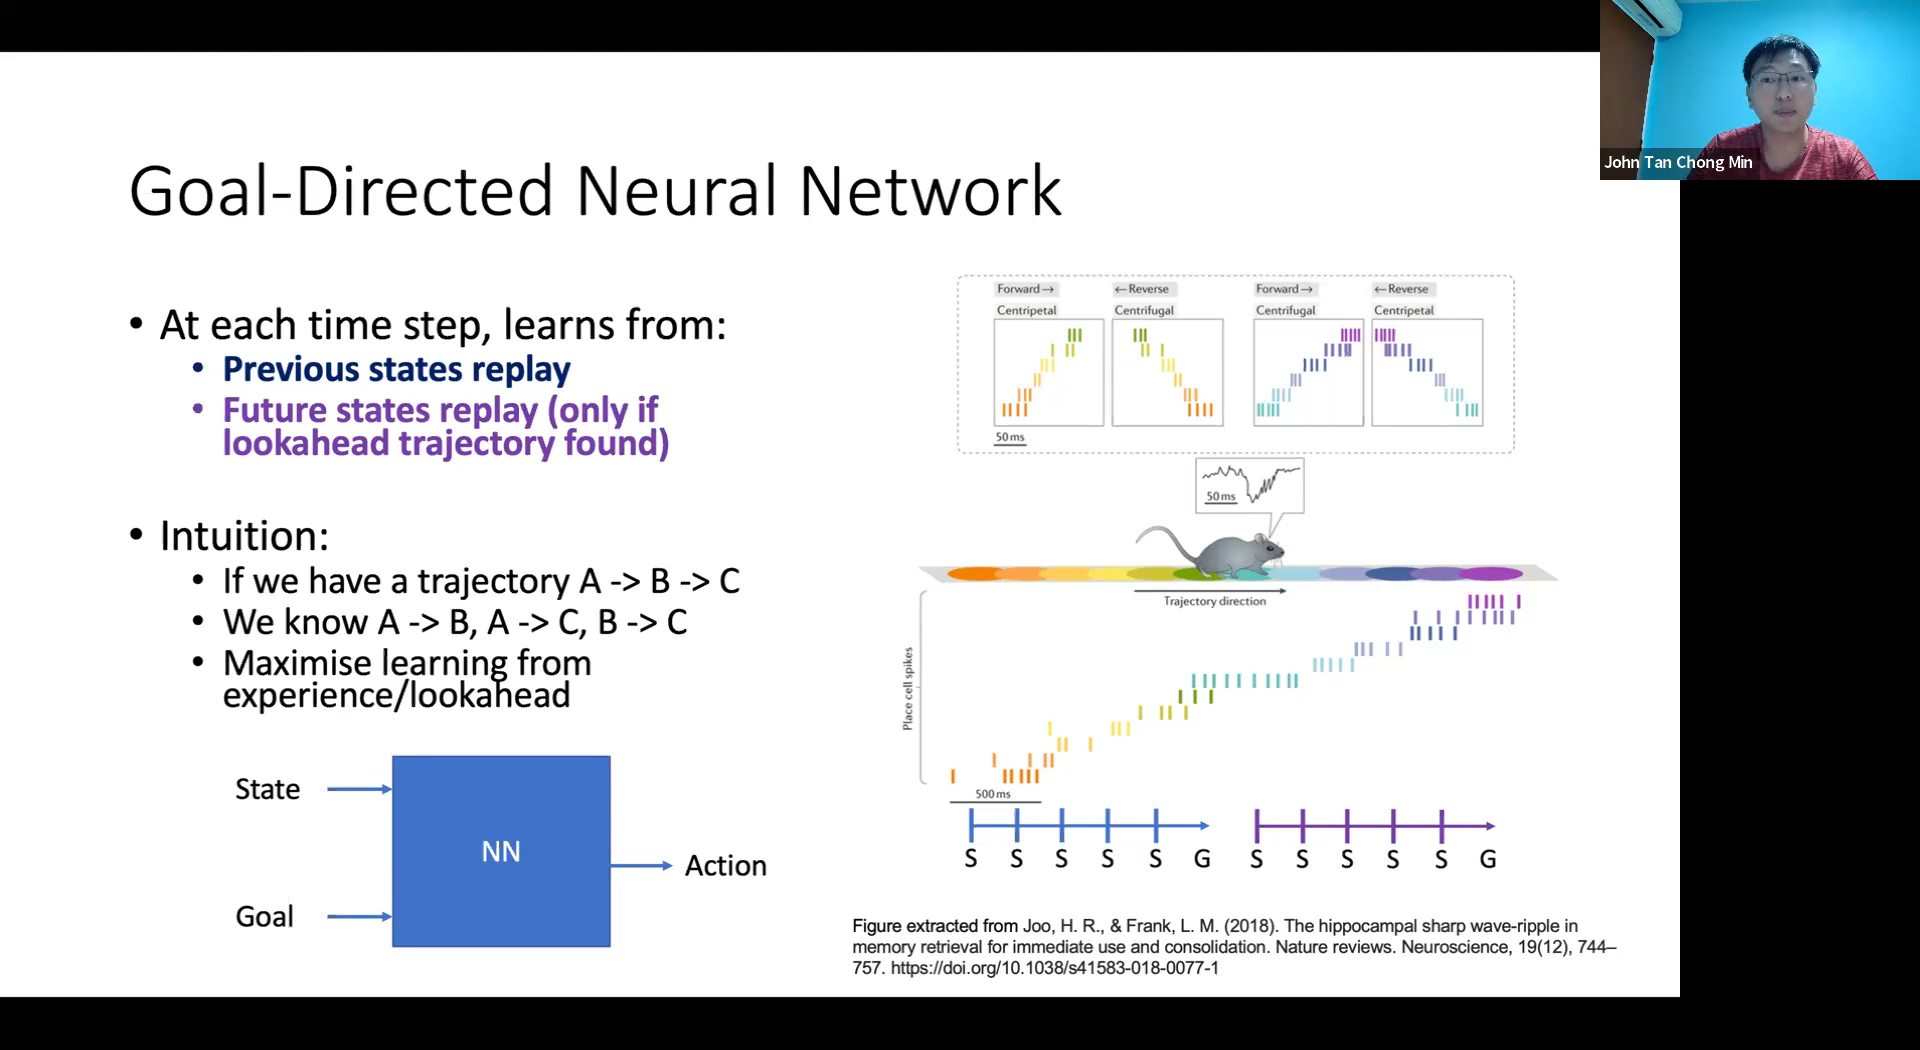 John Tan Chong Min
Goal-Directed Neural Network
• At each time step, learns from:
• Previous states replay
• Future states replay (only if
lookahead trajectory found)
• Intuition:
• If we have a trajectory A -> B -> C
• We know A -> B, A -> C, B -> C
• Maximise learning from
experience/lookahead
State
Goal
NN
Action
Forward→
←Reverse
Forward→
←Reverse
Centripetal
Centrifugal
Centrifugal
Centripetal
50 ms
50 ms
Trajectory direction
Place cell spikes
500 ms
S S S S S G
S S S S S G
Figure extracted from Joo, H. R., & Frank, L. M. (2018). The hippocampal sharp wave-ripple in
memory retrieval for immediate use and consolidation. Nature reviews. Neuroscience, 19(12), 744–
757. https://doi.org/10.1038/s41583-018-0077-1